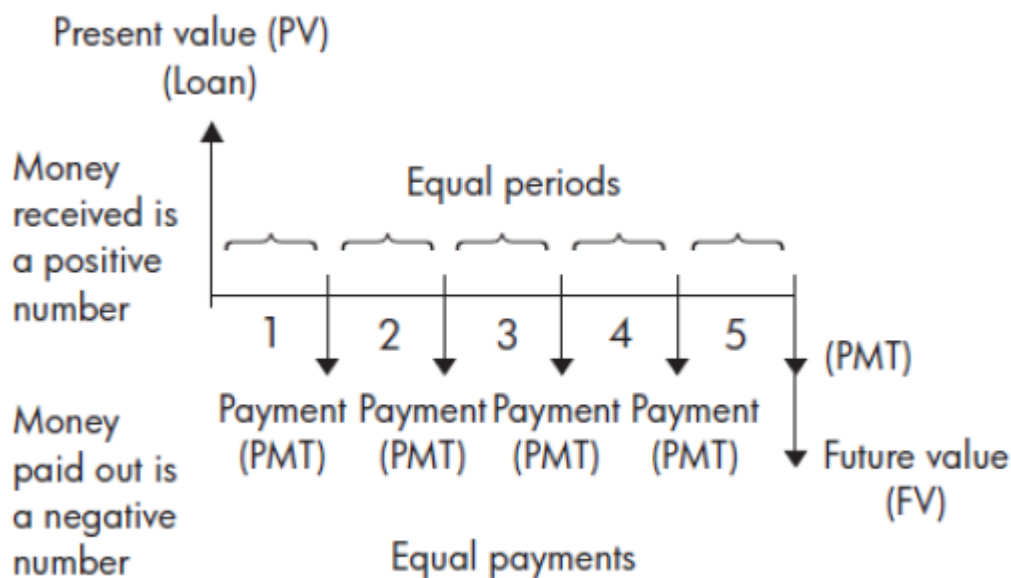 Present value (PV)
(Loan)
Money
received is
a positive
number
Equal periods
1 2 3 4 5
(PMT)
Payment Payment Payment Payment
(PMT) (PMT) (PMT) (PMT)
Future value
(FV)
Money
paid out is
a negative
number
Equal payments